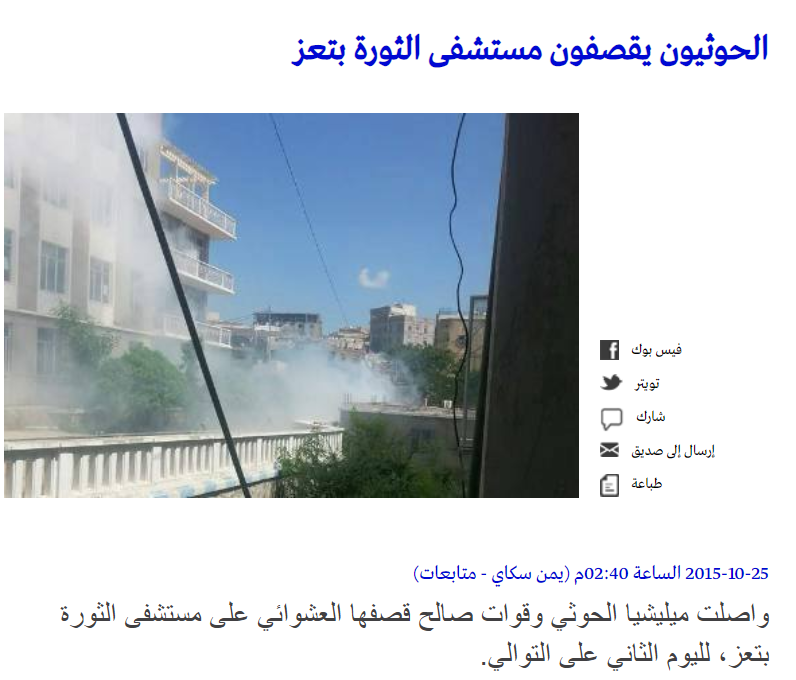 الحوثيون يقصفون مستشفى الثورة بتعز
فيس بوك
تويتر
شارك
إرسال إلى صديق
طباعة
2015-10-25 الساعة 02:40م (يمن سكاي - متابعات)
واصلت ميليشيا الحوثي وقوات صالح قصفها العشوائي على مستشفى الثورة
بتعز، لليوم الثاني على التوالي.